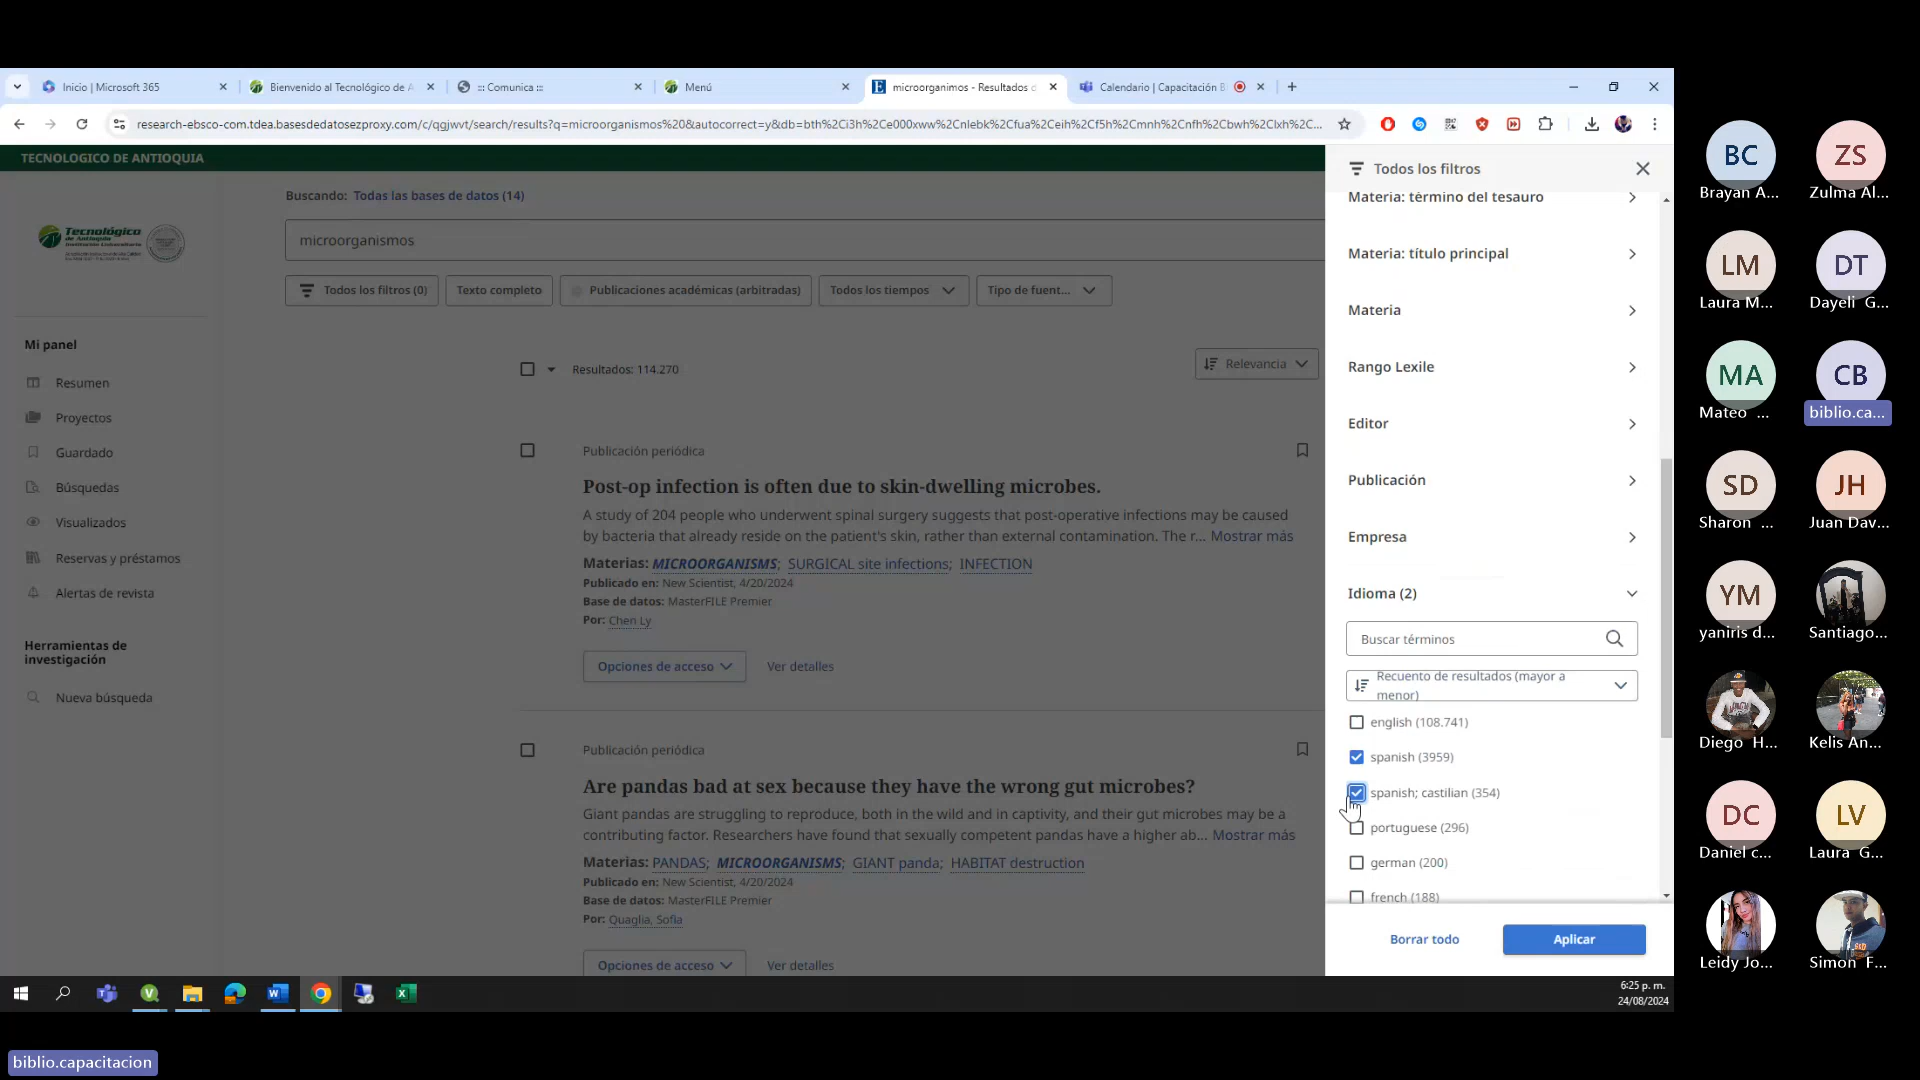 Inicio | Microsoft 365
Bienvenido al Tecnológico de A
::: Comunica :::
Menú
microorganimos - Resultados d
Calendario | Capacitación B
research-ebsco-com.tdea.basesdedatosezproxy.com/c/qgjwvt/search/results?q=microorganismos%20&autocorrect=y&db=bth%2Ci3h%2Ce000xww%2Cnlebk%2Cfua%2Ceih%2Cf5h%2Cmnh%2Cnfh%2Cbwh%2Clxh%2C...
TECNOLOGICO DE ANTIOQUIA
Tecnológico
de Antioquia
Institución Universitaria
Mi panel
Resumen
Proyectos
Guardado
Búsquedas
Visualizados
Reservas y préstamos
Alertas de revista
Herramientas de
investigación
Nueva búsqueda
Buscando: Todas las bases de datos (14)
microorganismos
Todos los filtros (0)
Texto completo
Publicaciones académicas (arbitradas)
Todos los tiempos
Tipo de fuent...
Resultados: 114.270
Relevancia
Publicación periódica
Post-op infection is often due to skin-dwelling microbes.
A study of 204 people who underwent spinal surgery suggests that post-operative infections may be caused
by bacteria that already reside on the patient's skin, rather than external contamination. The r... Mostrar más
Materias: MICROORGANISMS; SURGICAL site infections; INFECTION
Publicado en: New Scientist, 4/20/2024
Base de datos: MasterFILE Premier
Por: Chen Ly
Opciones de acceso
Ver detalles
Publicación periódica
Are pandas bad at sex because they have the wrong gut microbes?
Giant pandas are struggling to reproduce, both in the wild and in captivity, and their gut microbes may be a
contributing factor. Researchers have found that sexually competent pandas have a higher ab... Mostrar más
Materias: PANDAS; MICROORGANISMS; GIANT panda; HABITAT destruction
Publicado en: New Scientist, 4/20/2024
Base de datos: MasterFILE Premier
Por: Quaglia, Sofia
Opciones de acceso
Ver detalles
Todos los filtros
Materia: término del tesauro
Materia: título principal
Materia
Rango Lexile
Editor
Publicación
Empresa
Idioma (2)
Buscar términos
Recuento de resultados (mayor a
menor)
english (108.741)
spanish (3959)
spanish; castilian (354)
portuguese (296)
german (200)
french (188)
Borrar todo
Aplicar
6:25 p. m.
24/08/2024
BC
Brayan A...
ZS
Zulma Al...
LM
Laura M...
DT
Dayeli G...
MA
Mateo ...
CB
biblio.ca...
SD
Sharon ...
JH
Juan Dav...
YM
yaniris d...
Santiago...
Diego H...
Kelis An...
DC
Daniel c...
LV
Laura G...
Leidy Jo...
Simon F...
biblio.capacitacion